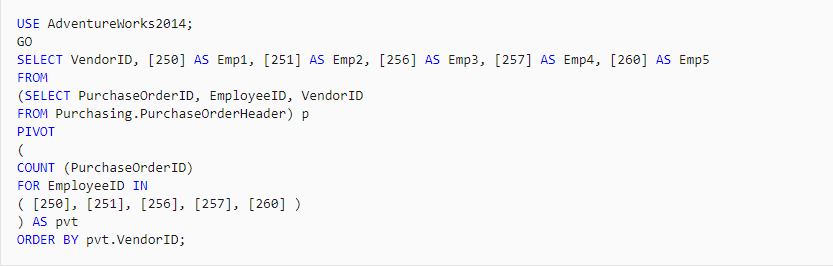 USE AdventureWorks2014;
GO
SELECT VendorID, [250] AS Emp1, [251] AS Emp2, [256] AS Emp3, [257] AS Emp4, [260] AS Emp5
FROM
(SELECT PurchaseOrderID, EmployeeID, VendorID
FROM Purchasing.PurchaseOrderHeader) p
PIVOT
(
COUNT (PurchaseOrderID)
FOR EmployeeID IN
( [250], [251], [256], [257], [260] )
) AS pvt
ORDER BY pvt.VendorID;